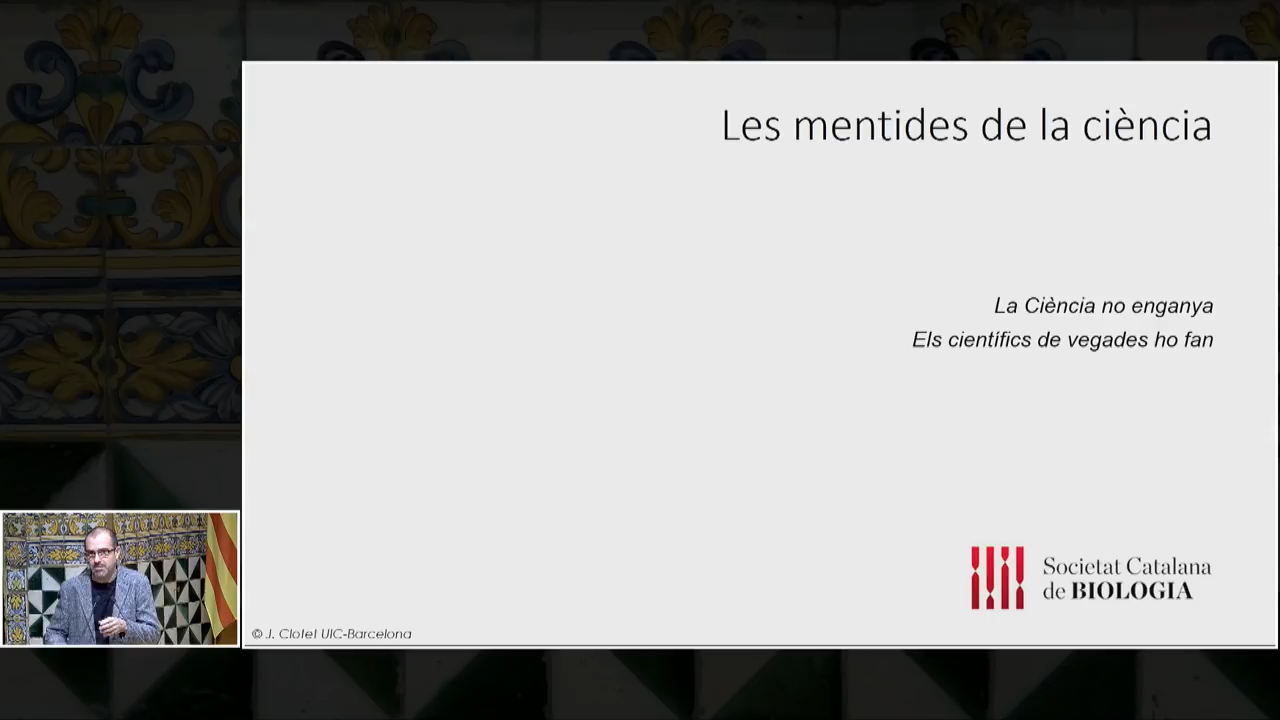 Les mentides de la ciència
La Ciència no enganya
Els científics de vegades ho fan
Societat Catalana
de BIOLOGIA
© J. Clotet UIC-Barcelona